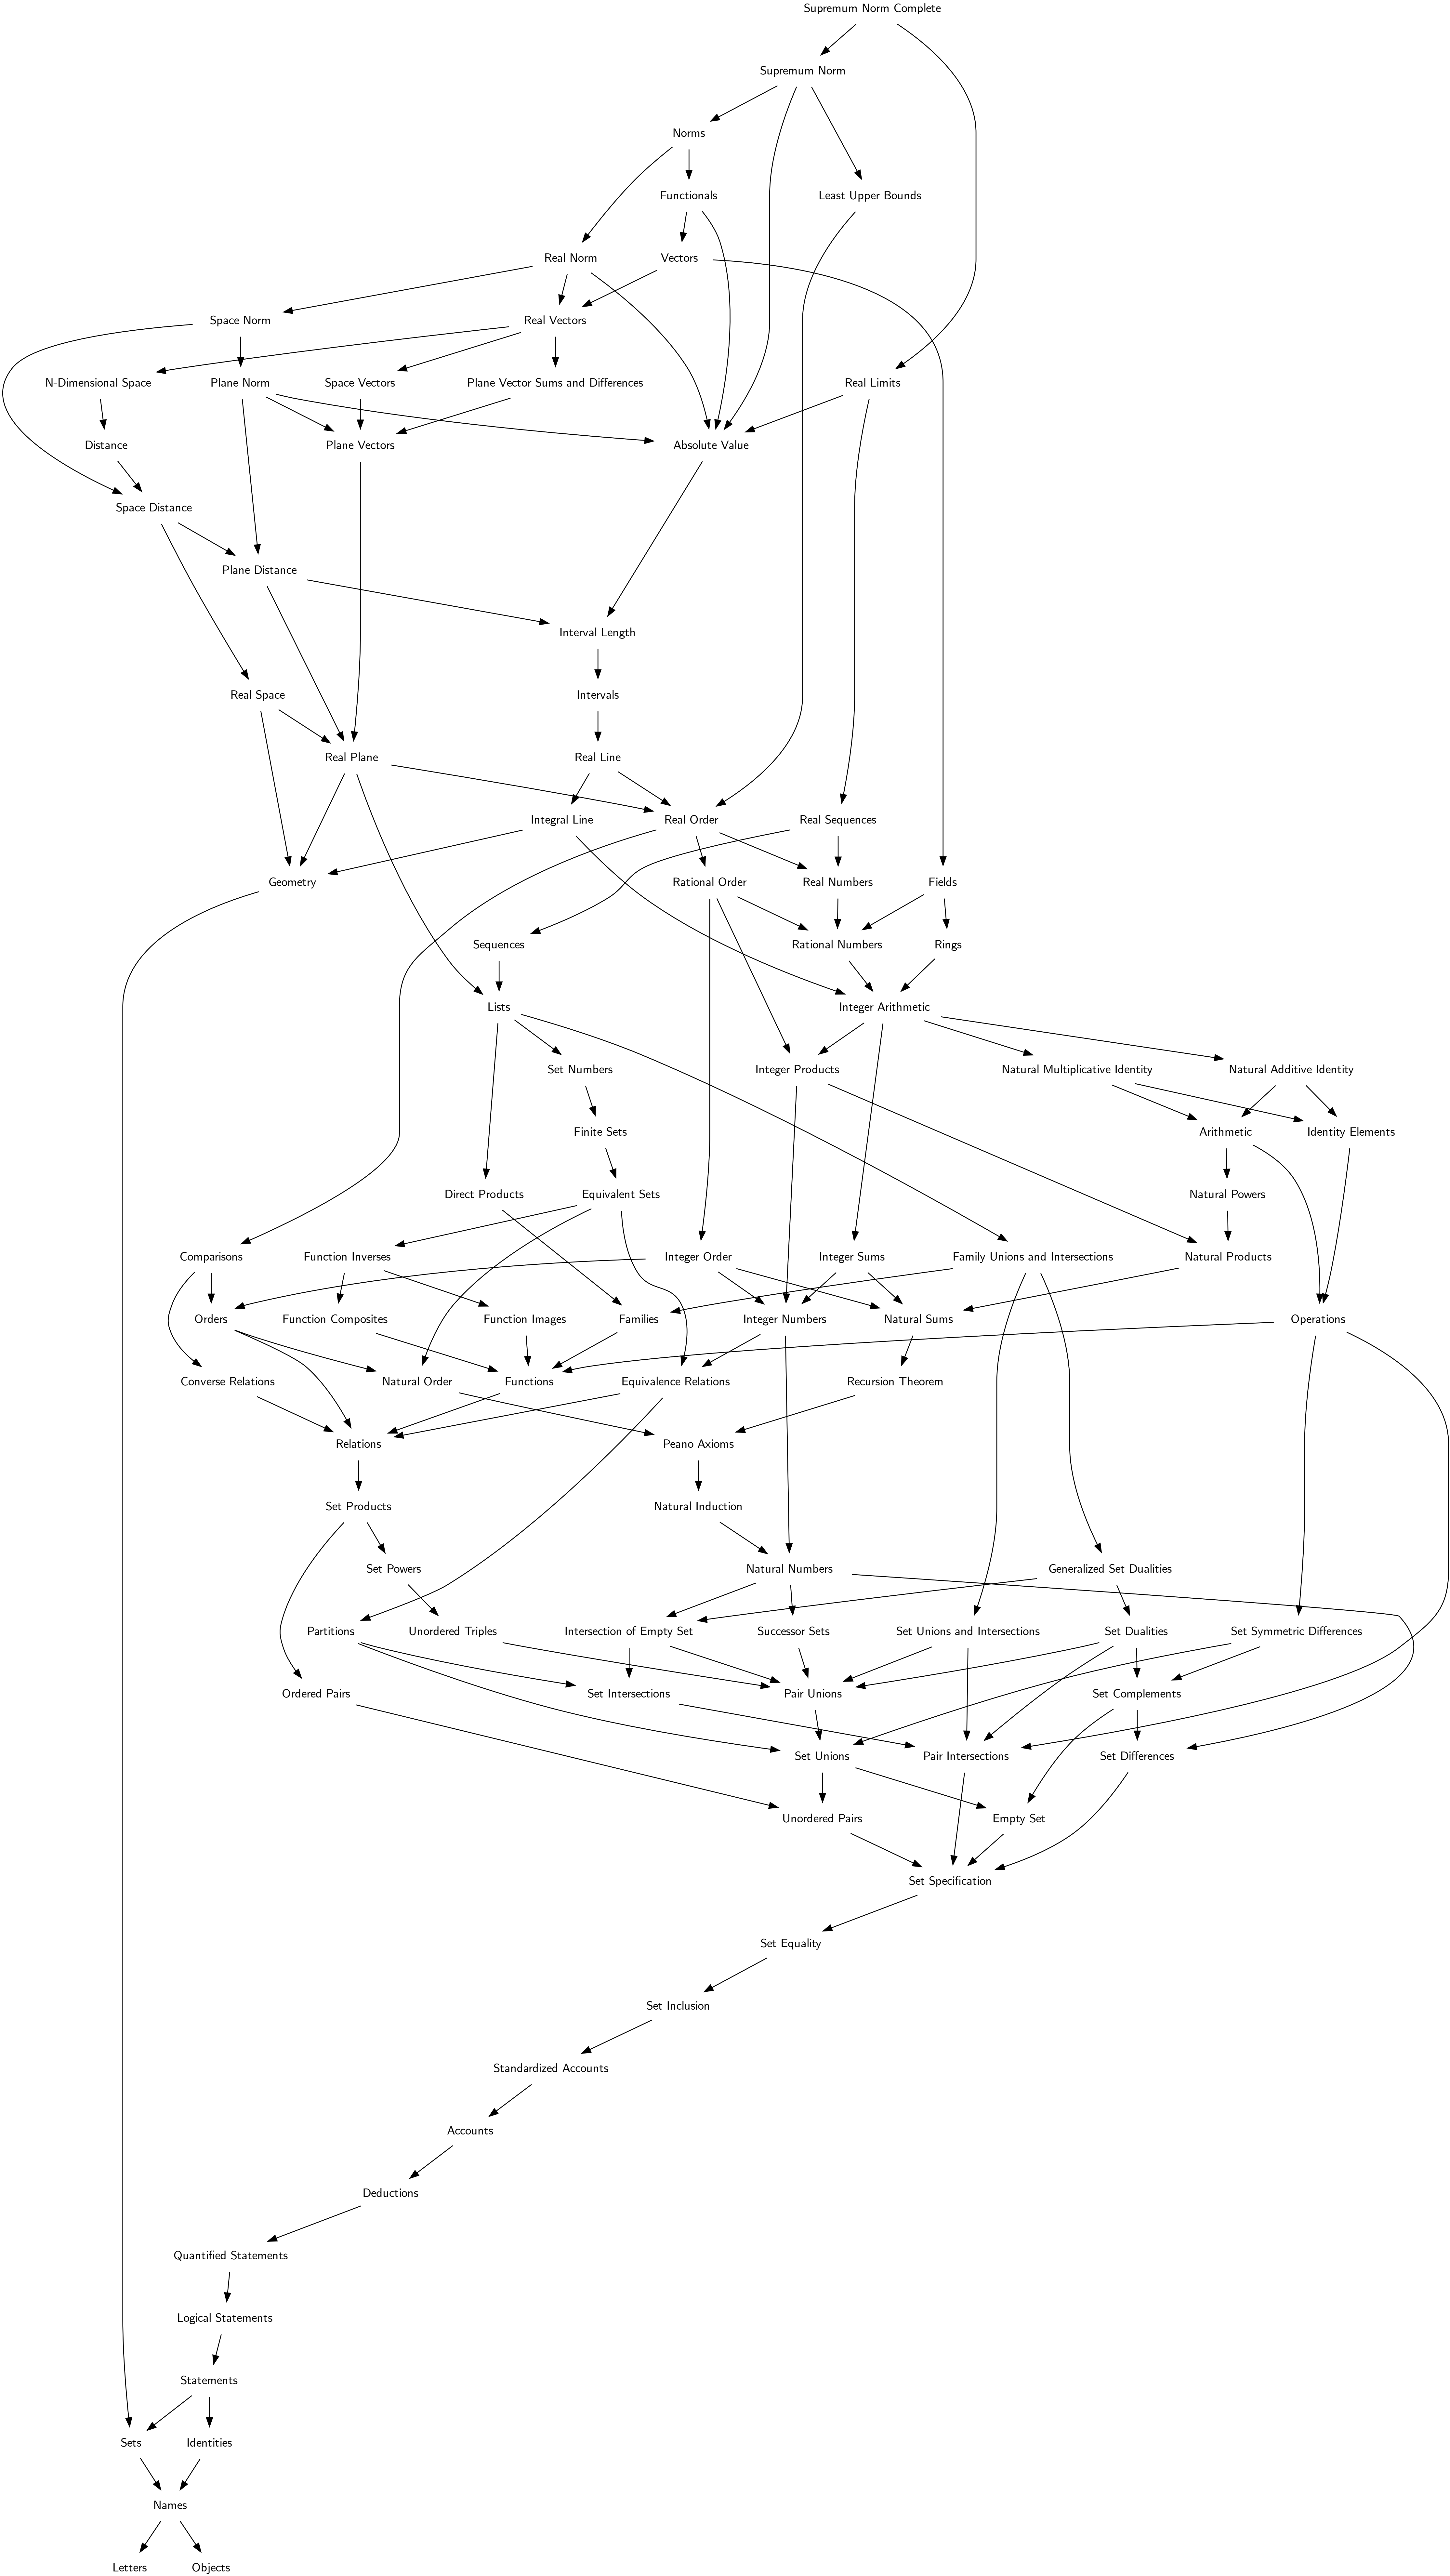 Supremum Norm Complete
Supremum Norm
Norms
Functionals
Least Upper Bounds
Real Norm
Vectors
Space Norm
Real Vectors
N-Dimensional Space
Plane Norm
Space Vectors
Plane Vector Sums and Differences
Real Limits
Distance
Plane Vectors
Absolute Value
Space Distance
Plane Distance
Interval Length
Real Space
Intervals
Real Plane
Real Line
Integral Line
Real Order
Real Sequences
Geometry
Rational Order
Real Numbers
Fields
Sequences
Rational Numbers
Rings
Lists
Integer Arithmetic
Set Numbers
Integer Products
Natural Multiplicative Identity
Natural Additive Identity
Finite Sets
Arithmetic
Identity Elements
Direct Products
Equivalent Sets
Natural Powers
Comparisons
Function Inverses
Integer Order
Integer Sums
Family Unions and Intersections
Natural Products
Orders
Function Composites
Function Images
Families
Integer Numbers
Natural Sums
Operations
Converse Relations
Natural Order
Functions
Equivalence Relations
Recursion Theorem
Relations
Peano Axioms
Set Products
Natural Induction
Set Powers
Natural Numbers
Generalized Set Dualities
Partitions
Unordered Triples
Intersection of Empty Set
Successor Sets
Set Unions and Intersections
Set Dualities
Set Symmetric Differences
Ordered Pairs
Set Intersections
Pair Unions
Set Complements
Set Unions
Pair Intersections
Set Differences
Unordered Pairs
Empty Set
Set Specification
Set Equality
Set Inclusion
Standardized Accounts
Accounts
Deductions
Quantified Statements
Logical Statements
Statements
Sets
Identities
Names
Letters
Objects